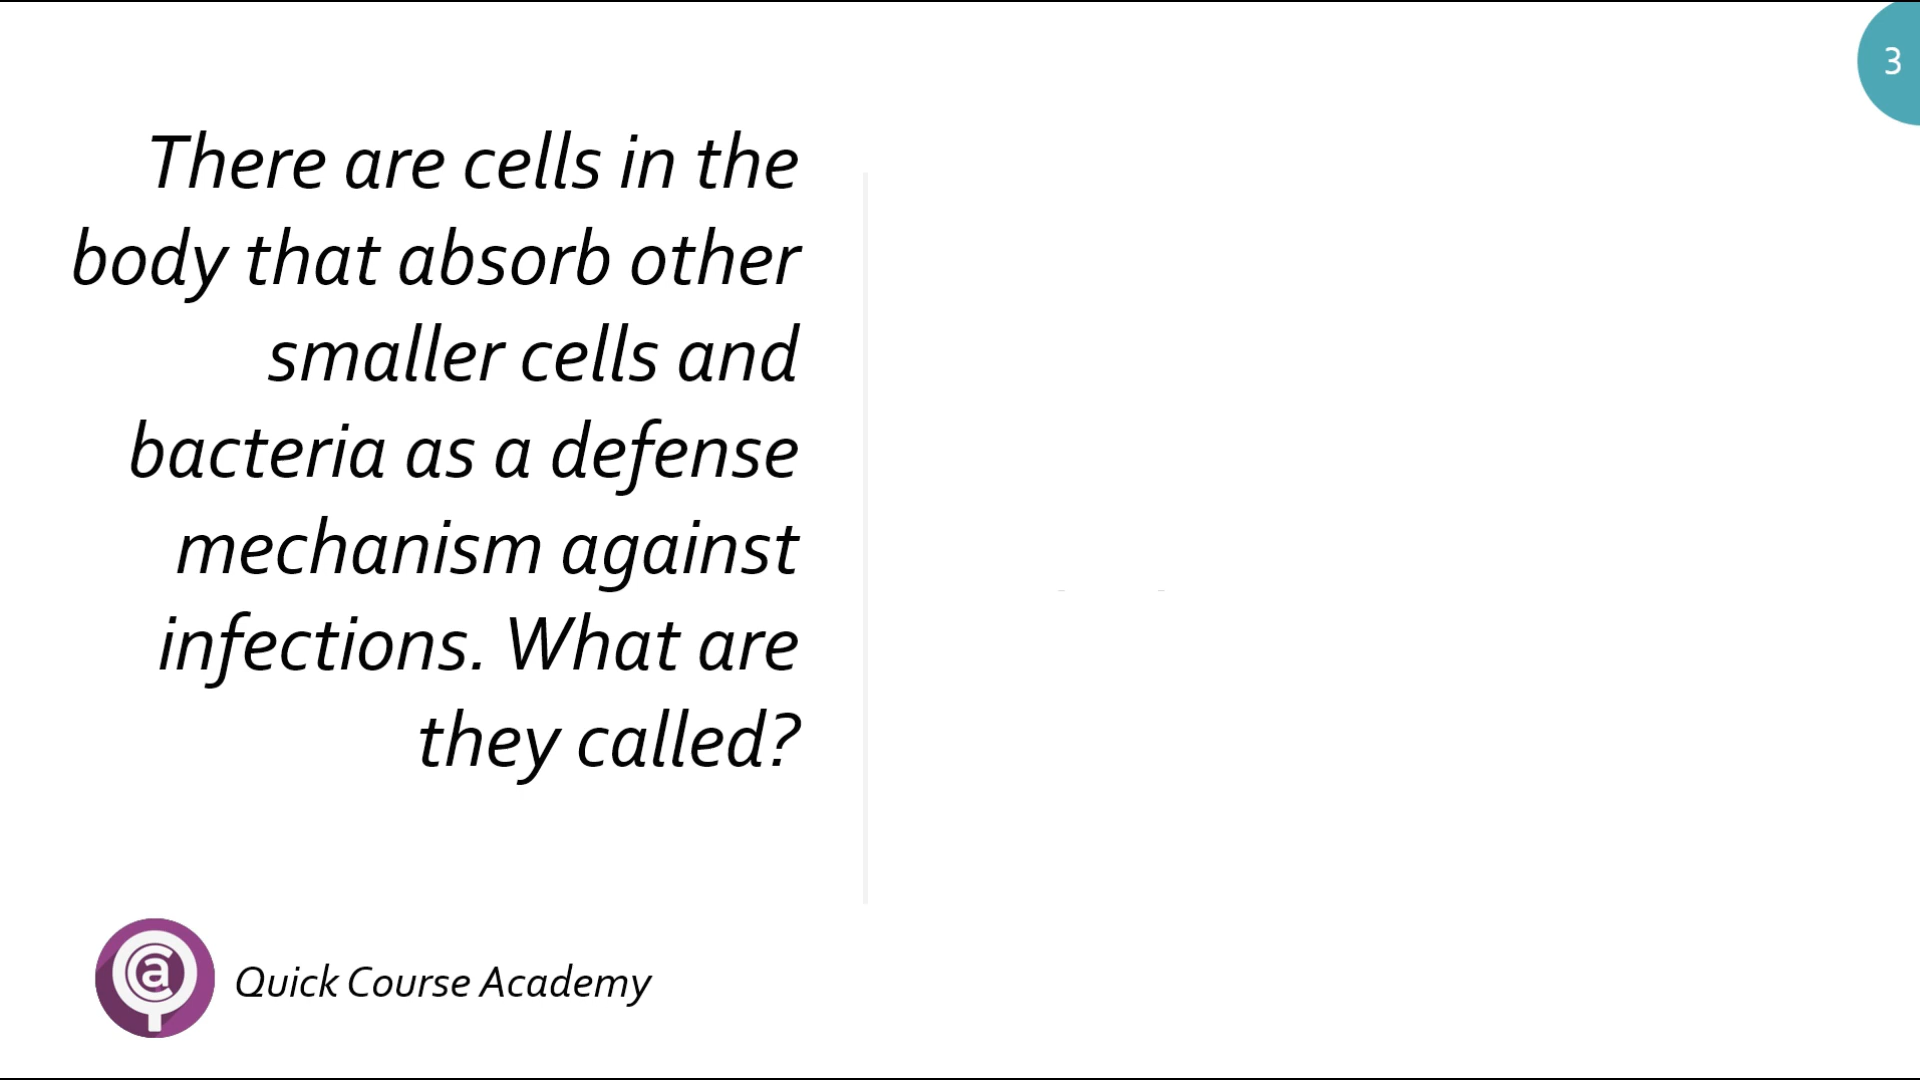 3
There are cells in the
body that absorb other
smaller cells and
bacteria as a defense
mechanism against
infections. What are
they called?
Quick Course Academy